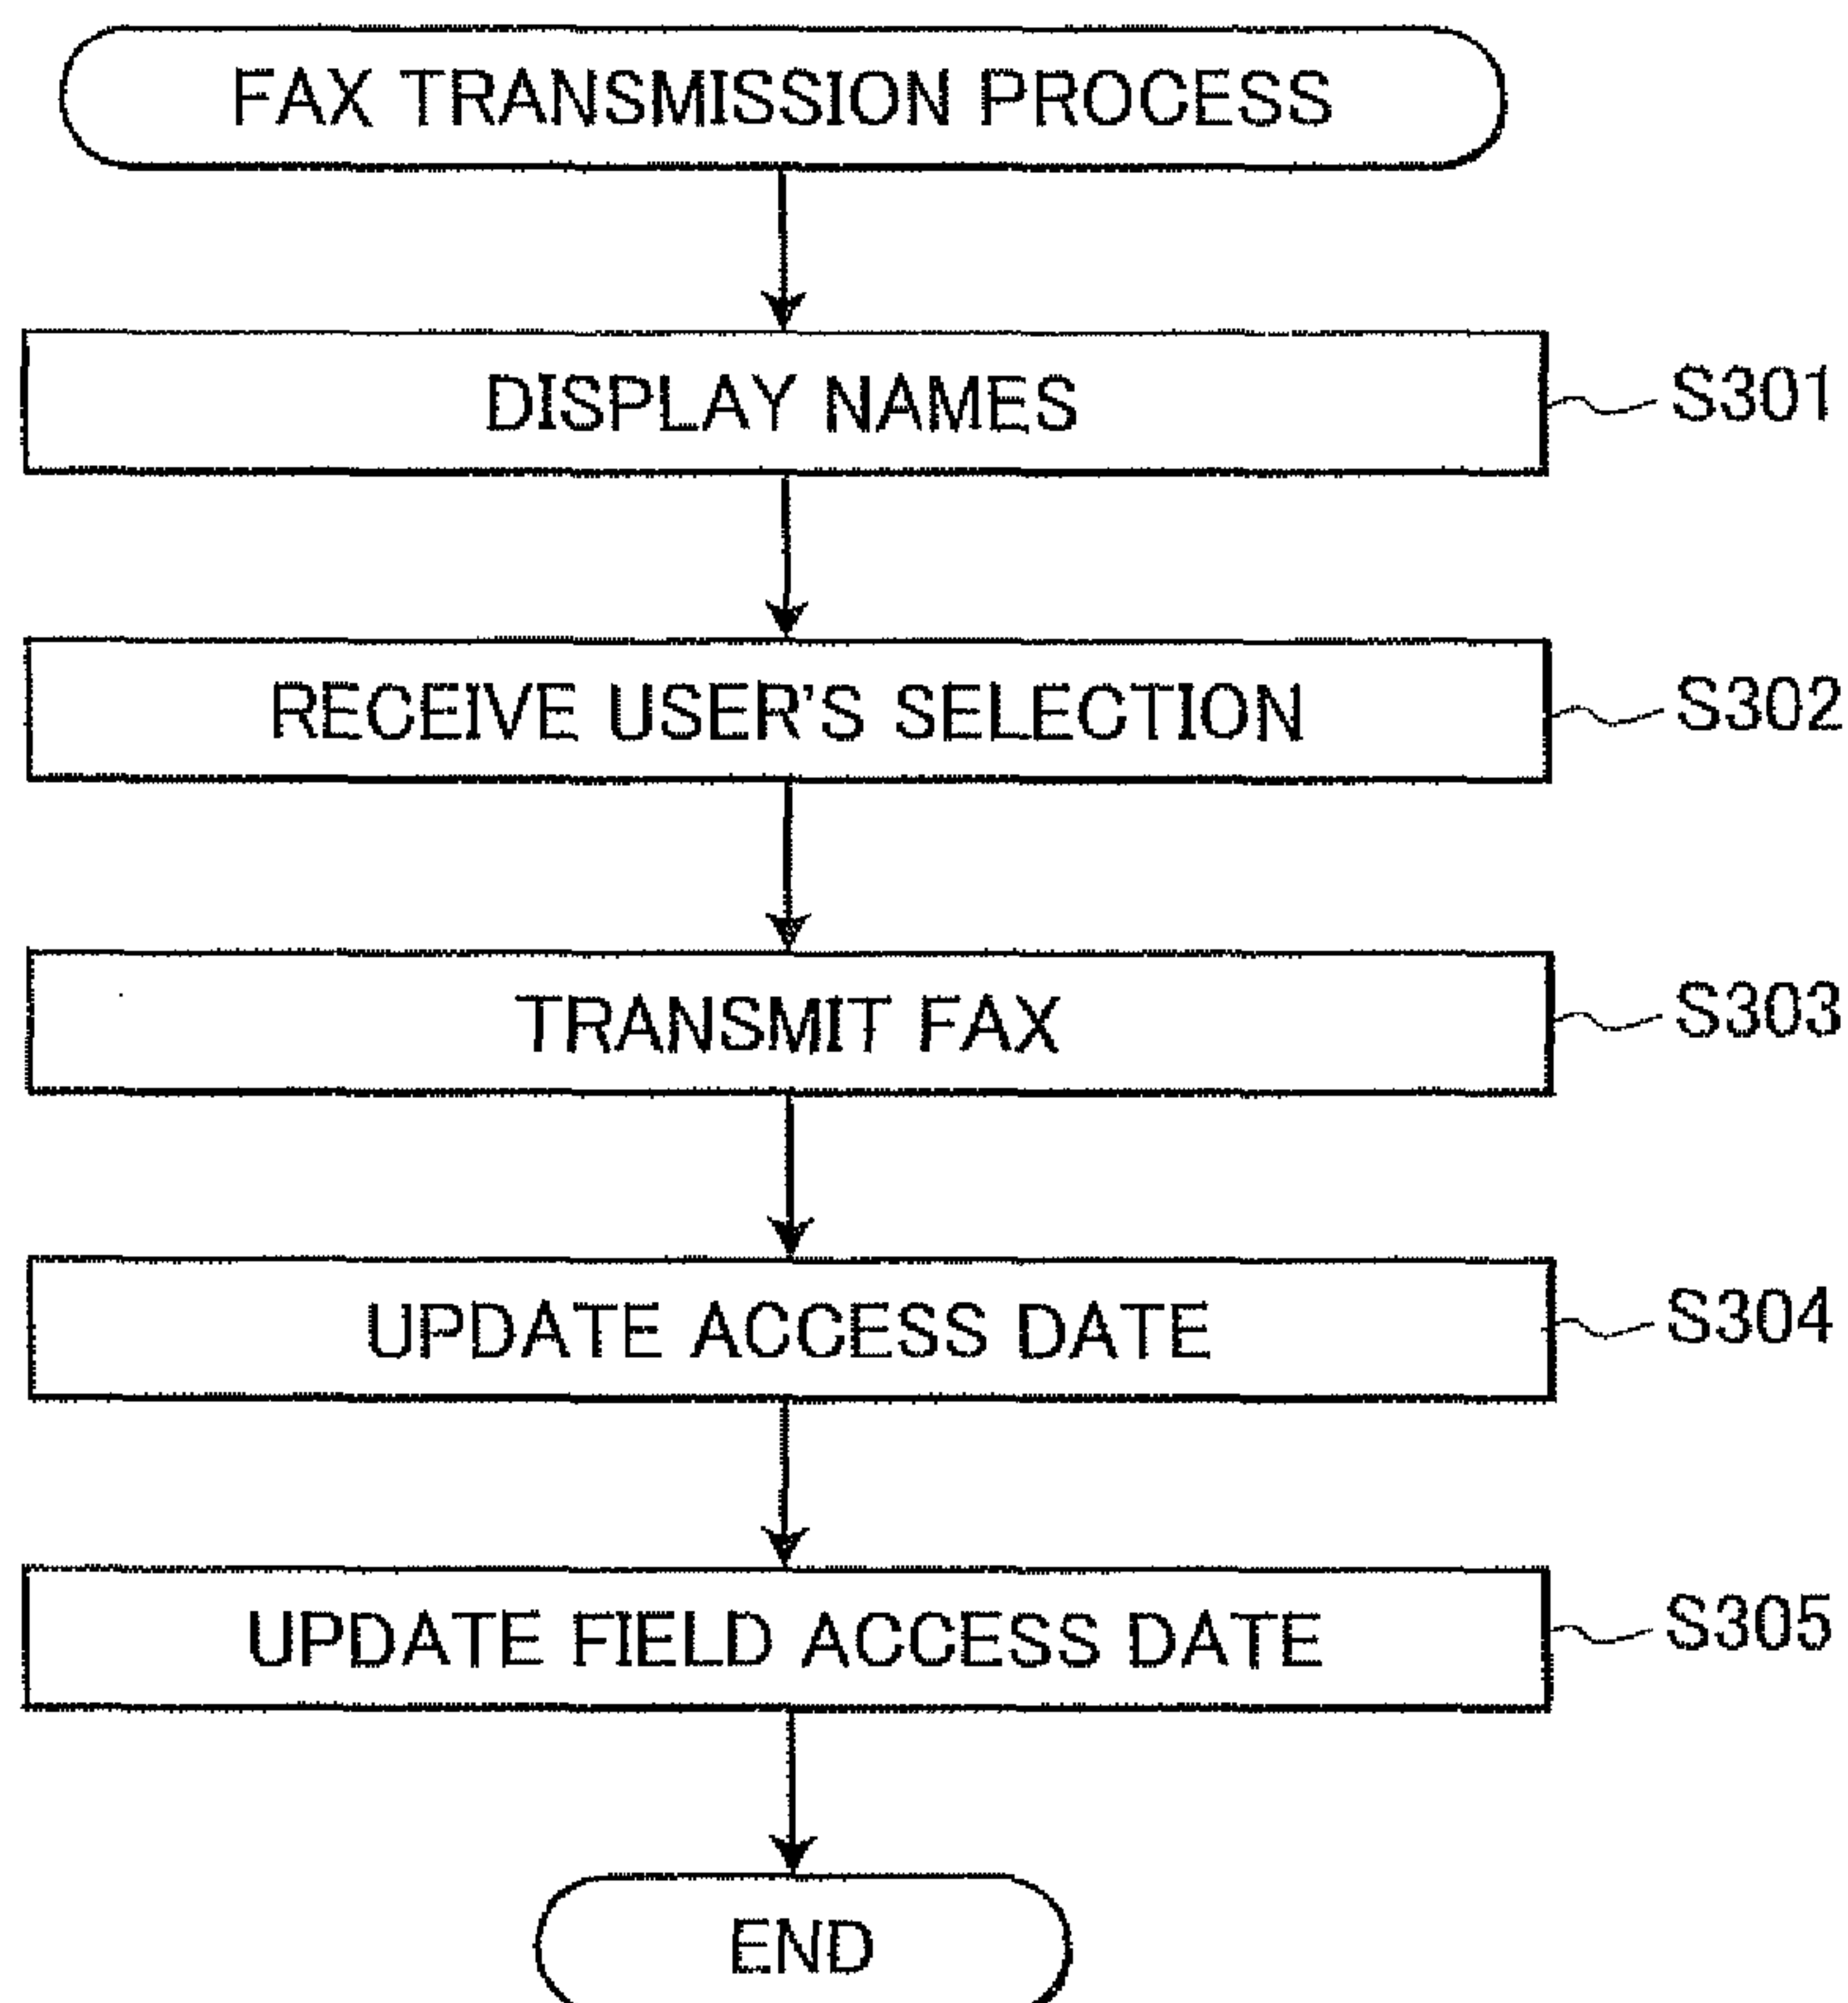 FAX TRANSMISSION PROCESS
DISPLAY NAMES
S301
RECEIVE USER'S SELECTION
S302
TRANSMIT FAX
S303
UPDATE ACCESS DATE
S304
UPDATE FIELD ACCESS DATE
S305
END